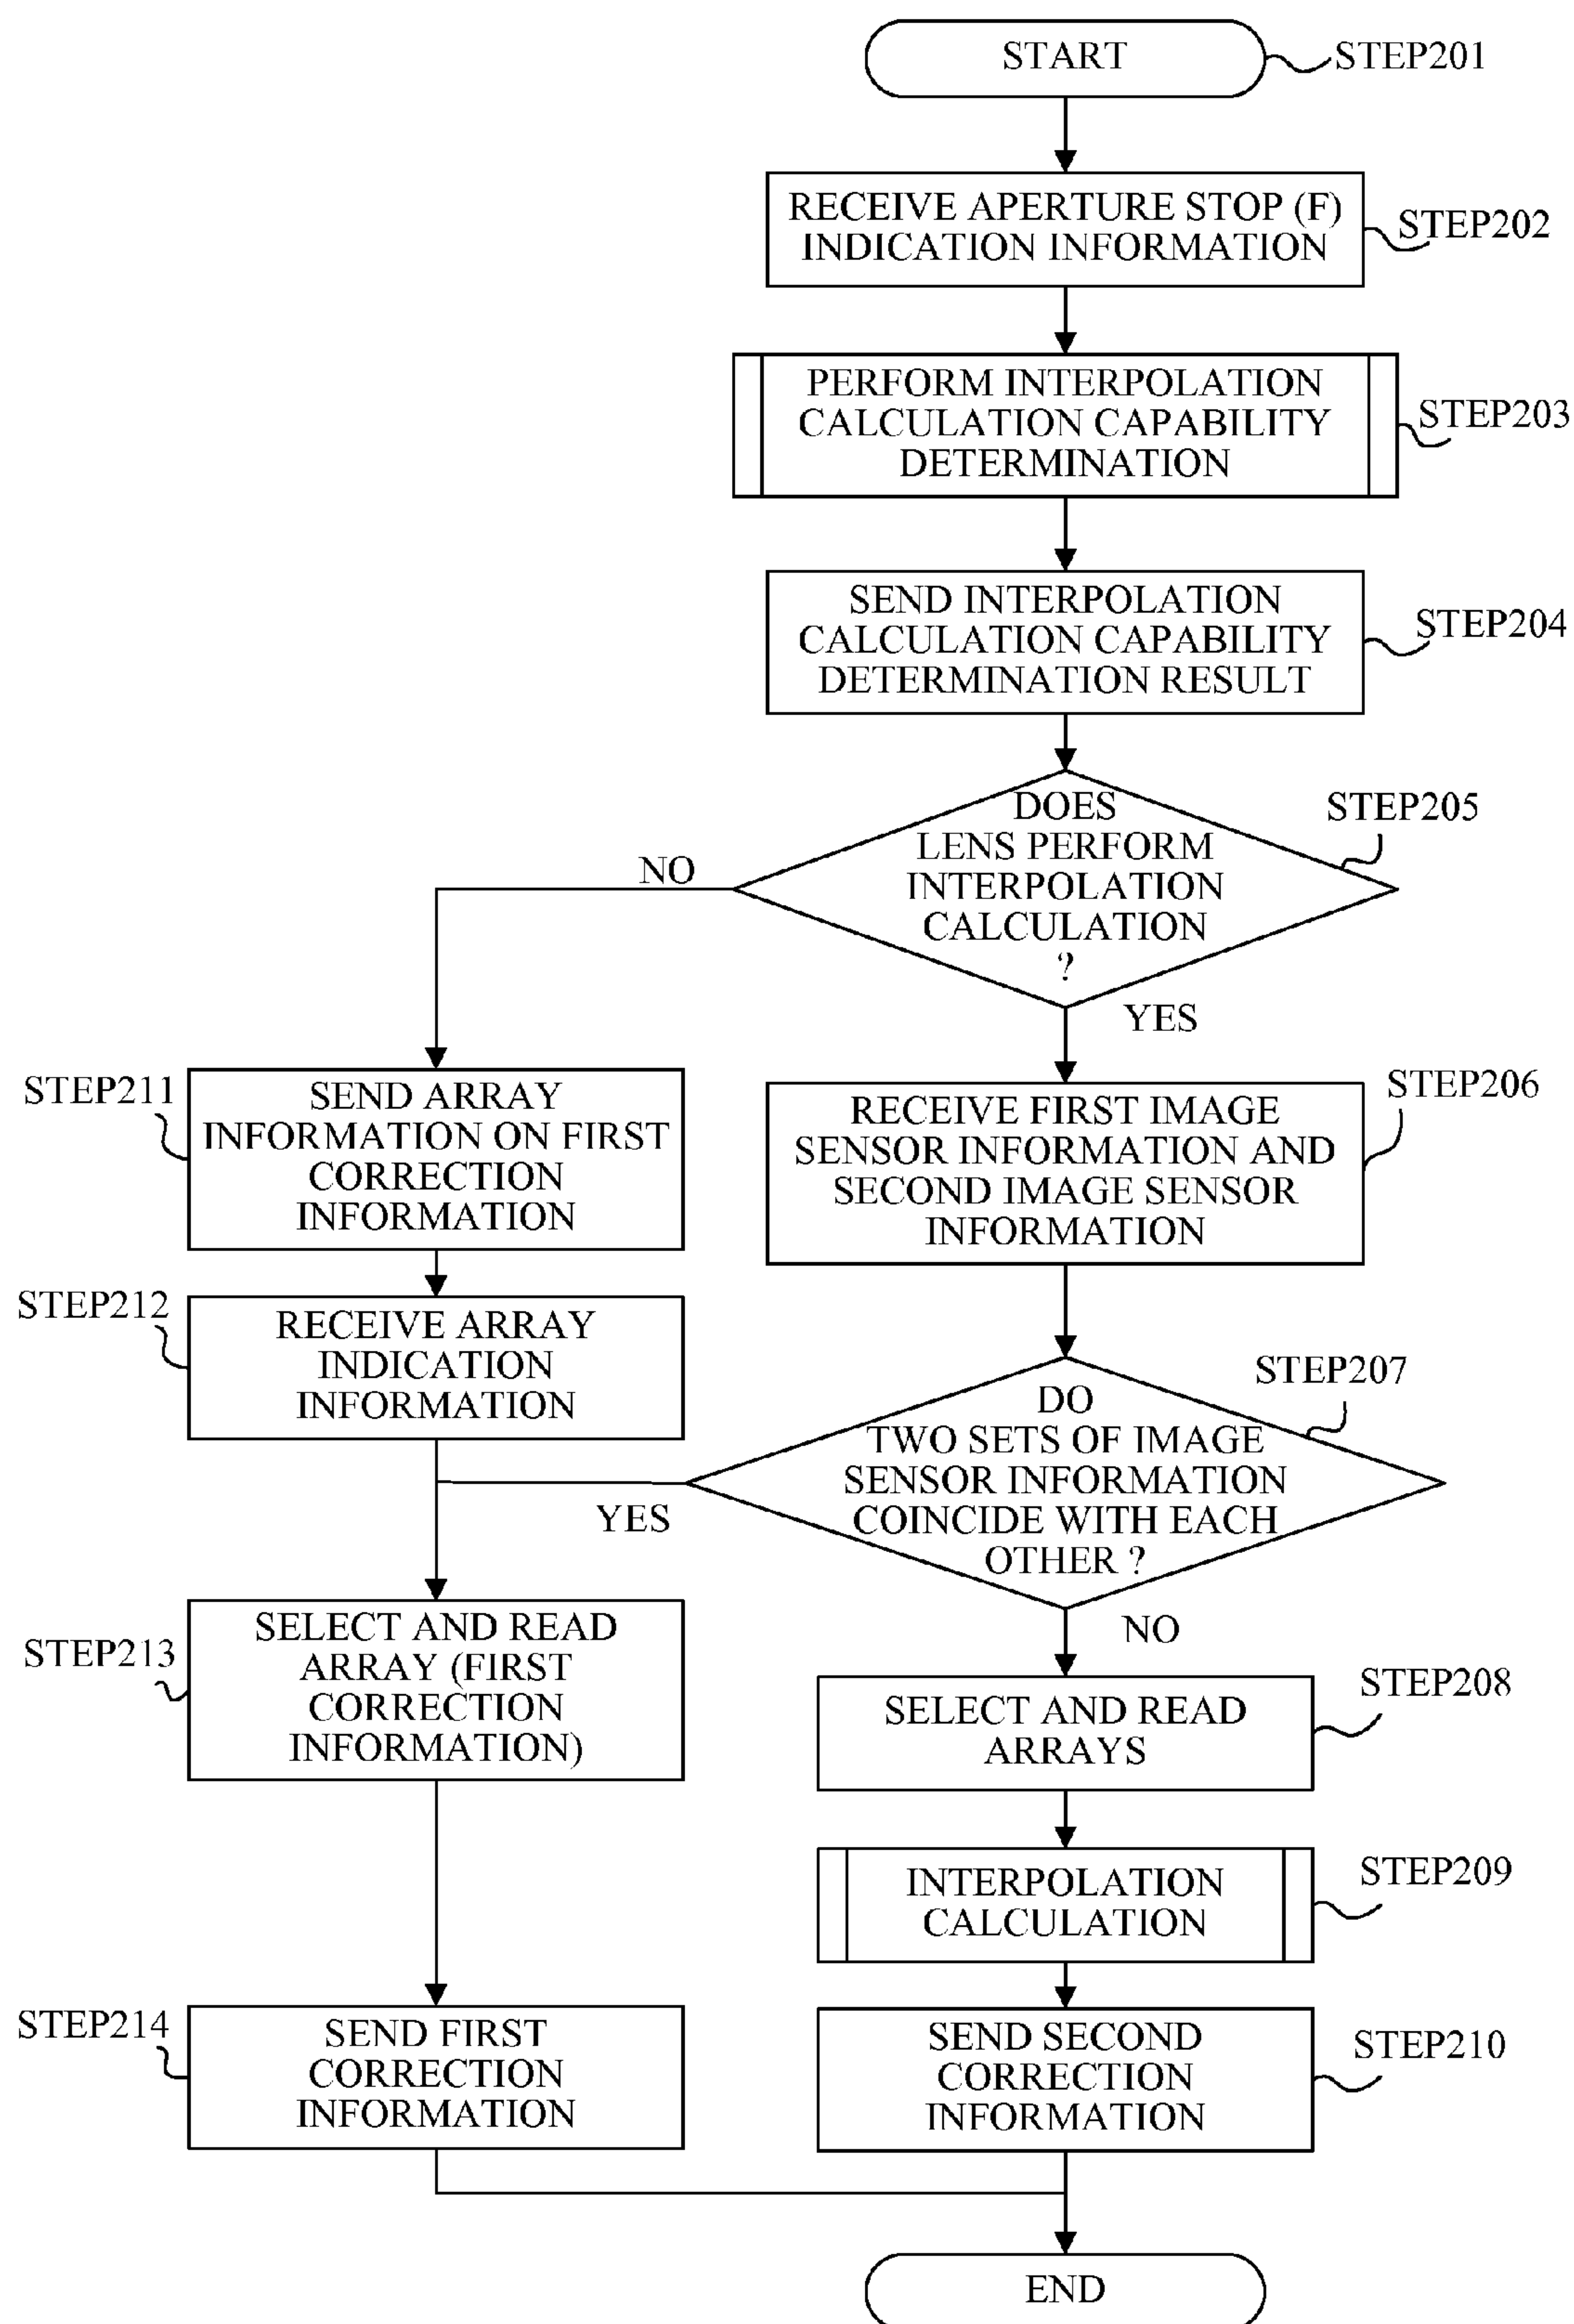 START
STEP201
RECEIVE APERTURE STOP (F)
INDICATION INFORMATION
STEP202
PERFORM INTERPOLATION
CALCULATION CAPABILITY
DETERMINATION
STEP203
SEND INTERPOLATION
CALCULATION CAPABILITY
DETERMINATION RESULT
STEP204
DOES
LENS PERFORM
INTERPOLATION
CALCULATION
?
STEP205
NO
YES
STEP211
SEND ARRAY
INFORMATION ON FIRST
CORRECTION
INFORMATION
RECEIVE FIRST IMAGE
SENSOR INFORMATION AND
SECOND IMAGE SENSOR
INFORMATION
STEP206
STEP212
RECEIVE ARRAY
INDICATION
INFORMATION
DO
TWO SETS OF IMAGE
SENSOR INFORMATION
COINCIDE WITH EACH
OTHER ?
STEP207
YES
NO
STEP213
SELECT AND READ
ARRAY (FIRST
CORRECTION
INFORMATION)
SELECT AND READ
ARRAYS
STEP208
INTERPOLATION
CALCULATION
STEP209
STEP214
SEND FIRST
CORRECTION
INFORMATION
SEND SECOND
CORRECTION
INFORMATION
STEP210
END